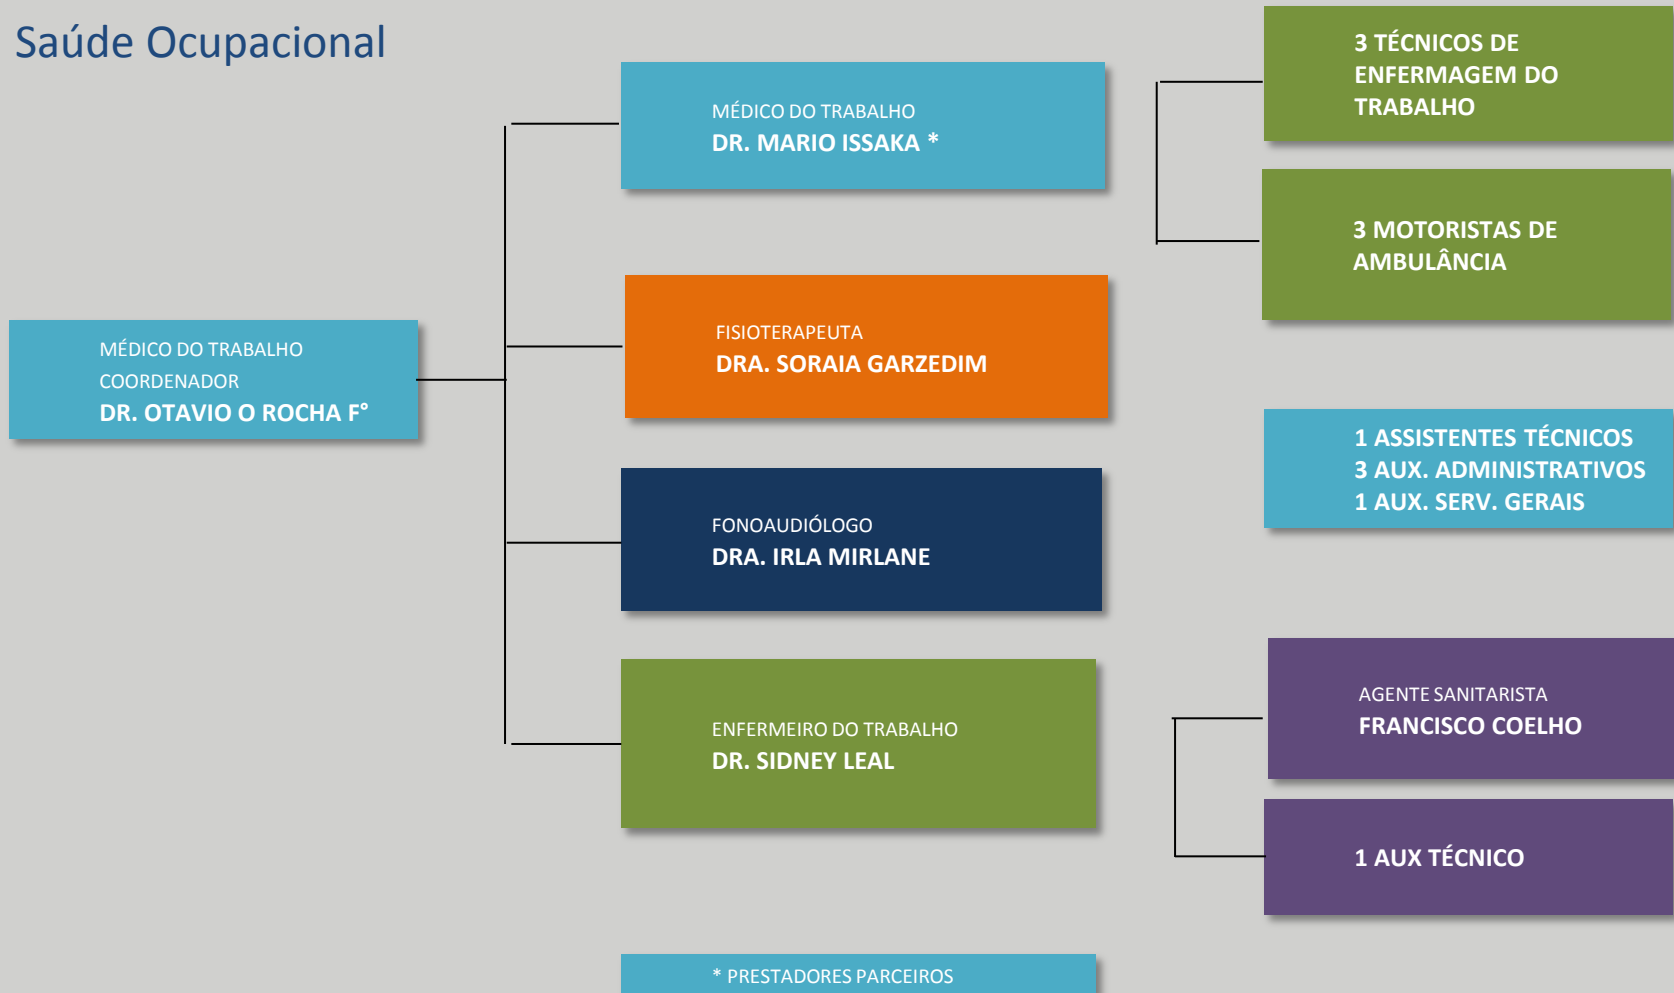 Saúde Ocupacional
MÉDICO DO TRABALHO
COORDENADOR
DR. OTAVIO O ROCHA F°
MÉDICO DO TRABALHO
DR. MARIO ISSAKA *
FISIOTERAPEUTA
DRA. SORAIA GARZEDIM
FONOAUDIÓLOGO
DRA. IRLA MIRLANE
ENFERMEIRO DO TRABALHO
DR. SIDNEY LEAL
* PRESTADORES PARCEIROS
3 TÉCNICOS DE
ENFERMAGEM DO
TRABALHO
3 MOTORISTAS DE
AMBULÂNCIA
1 ASSISTENTES TÉCNICOS
3 AUX. ADMINISTRATIVOS
1 AUX. SERV. GERAIS
AGENTE SANITARISTA
FRANCISCO COELHO
1 AUX TÉCNICO